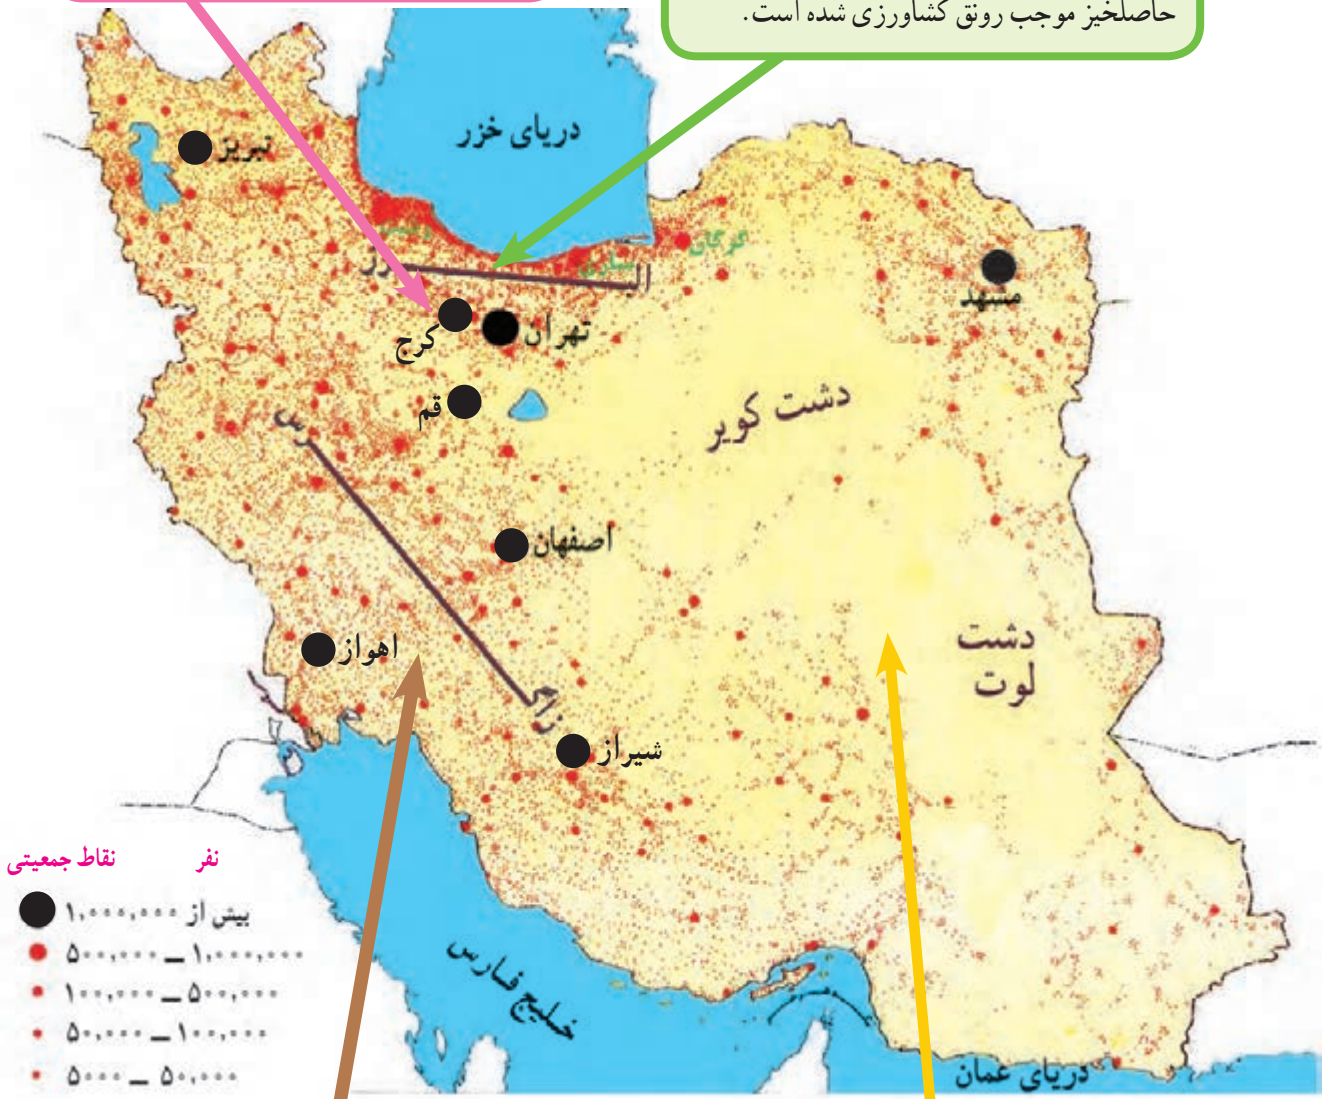 حاصلخیز موجب رونق کشاورزی شده است.
دریای خزر
تبریز
گرگان
ساری
البرز
مشهد
کرج
تهران
قم
دشت کویر
زاگرس
اصفهان
اهواز
دشت
لوت
شیراز
نقاط جمعیتی نفر
بیش از ۱,۰۰۰,۰۰۰
۵۰۰,۰۰۰ – ۱,۰۰۰,۰۰۰
۱۰۰,۰۰۰ – ۵۰۰,۰۰۰
۵۰,۰۰۰ – ۱۰۰,۰۰۰
۵۰۰۰ – ۵۰,۰۰۰
خلیج فارس
دریای عمان